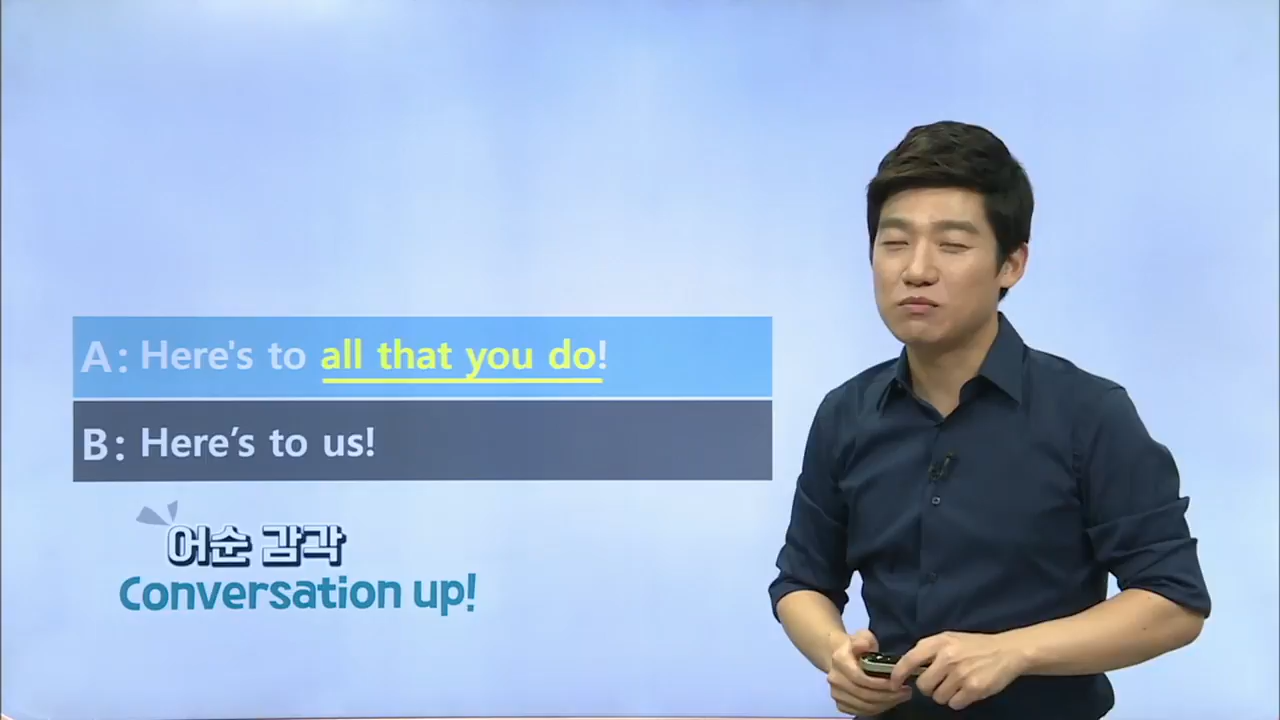 A: Here's to all that you do!
B: Here’s to us!
어순 감각
Conversation up!